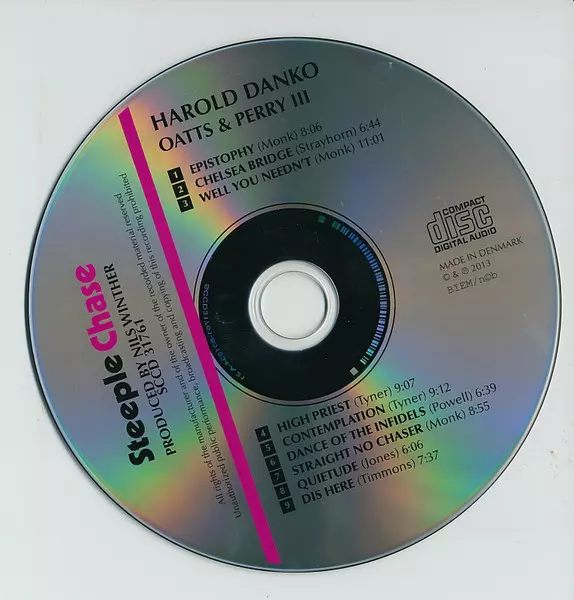 HAROLD DANKO
OATTS & PERRY III
1 EPISTOPHY (Monk) 8:06
2 CHELSEA BRIDGE (Strayhorn) 6:44
3 WELL YOU NEEDN'T (Monk) 11:01
COMPACT
disc
DIGITAL AUDIO
MADE IN DENMARK
© & ℗ 2013
B.I.E.M / n©b
SteepleChase
PRODUCED BY NILS WINTHER
SCCD 31761
All rights of the manufacturer and of the owner of the recorded material reserved
Unauthorized public performance, broadcasting and copying of this recording prohibited
4 HIGH PRIEST (Tyner) 9:07
5 CONTEMPLATION (Tyner) 9:12
6 DANCE OF THE INFIDELS (Powell) 6:39
7 STRAIGHT NO CHASER (Monk) 8:55
8 QUIETUDE (Jones) 6:06
9 DIS HERE (Timmons) 7:37